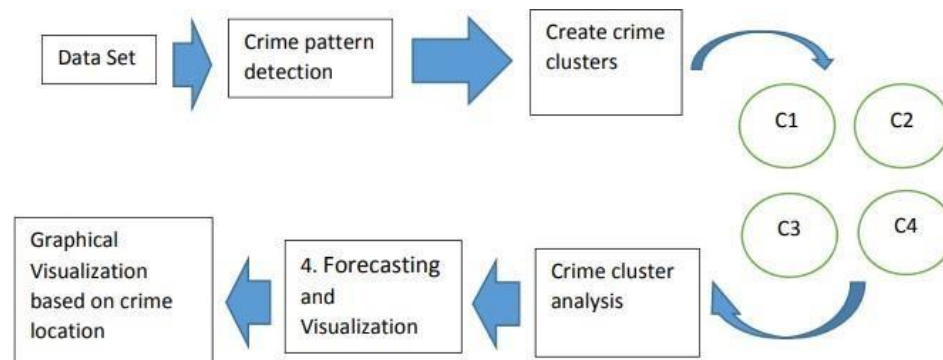 Data Set
Crime pattern
detection
Create crime
clusters
C1
C2
C3
C4
Crime cluster
analysis
4. Forecasting
and
Visualization
Graphical
Visualization
based on crime
location